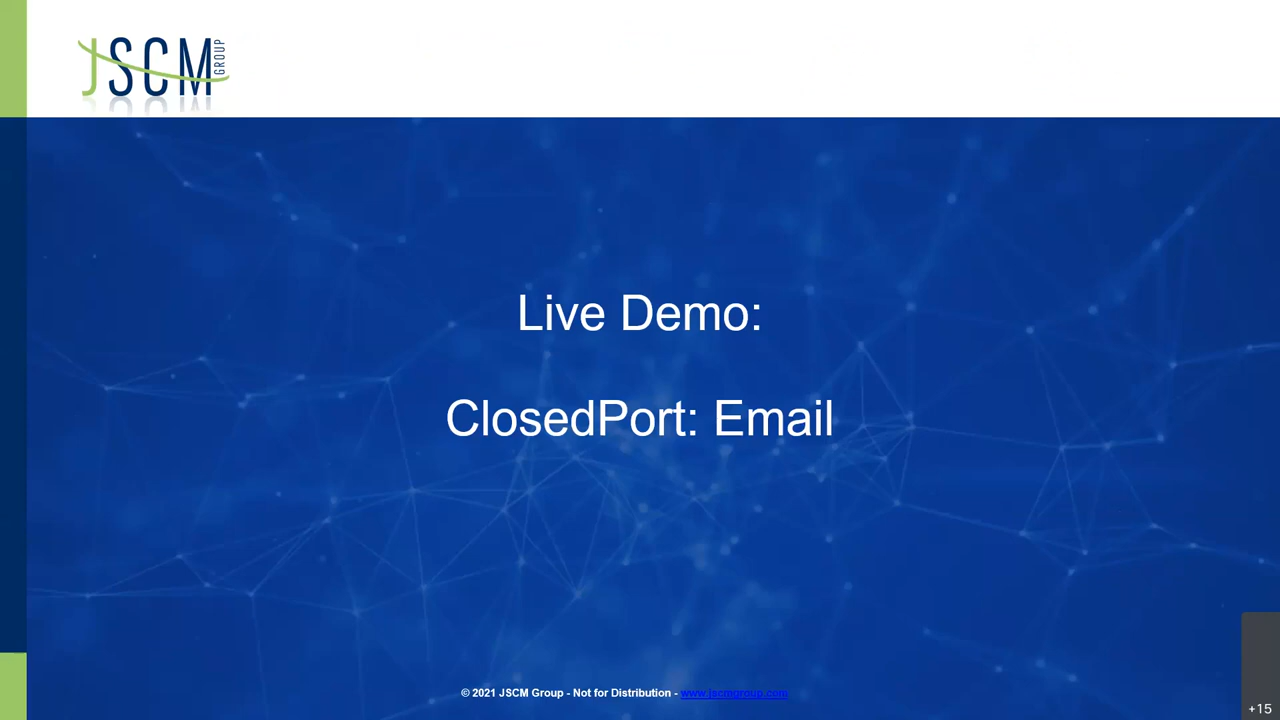 JSCM GROUP
Live Demo:
ClosedPort: Email
© 2021 JSCM Group - Not for Distribution - www.jscmgroup.com
+15